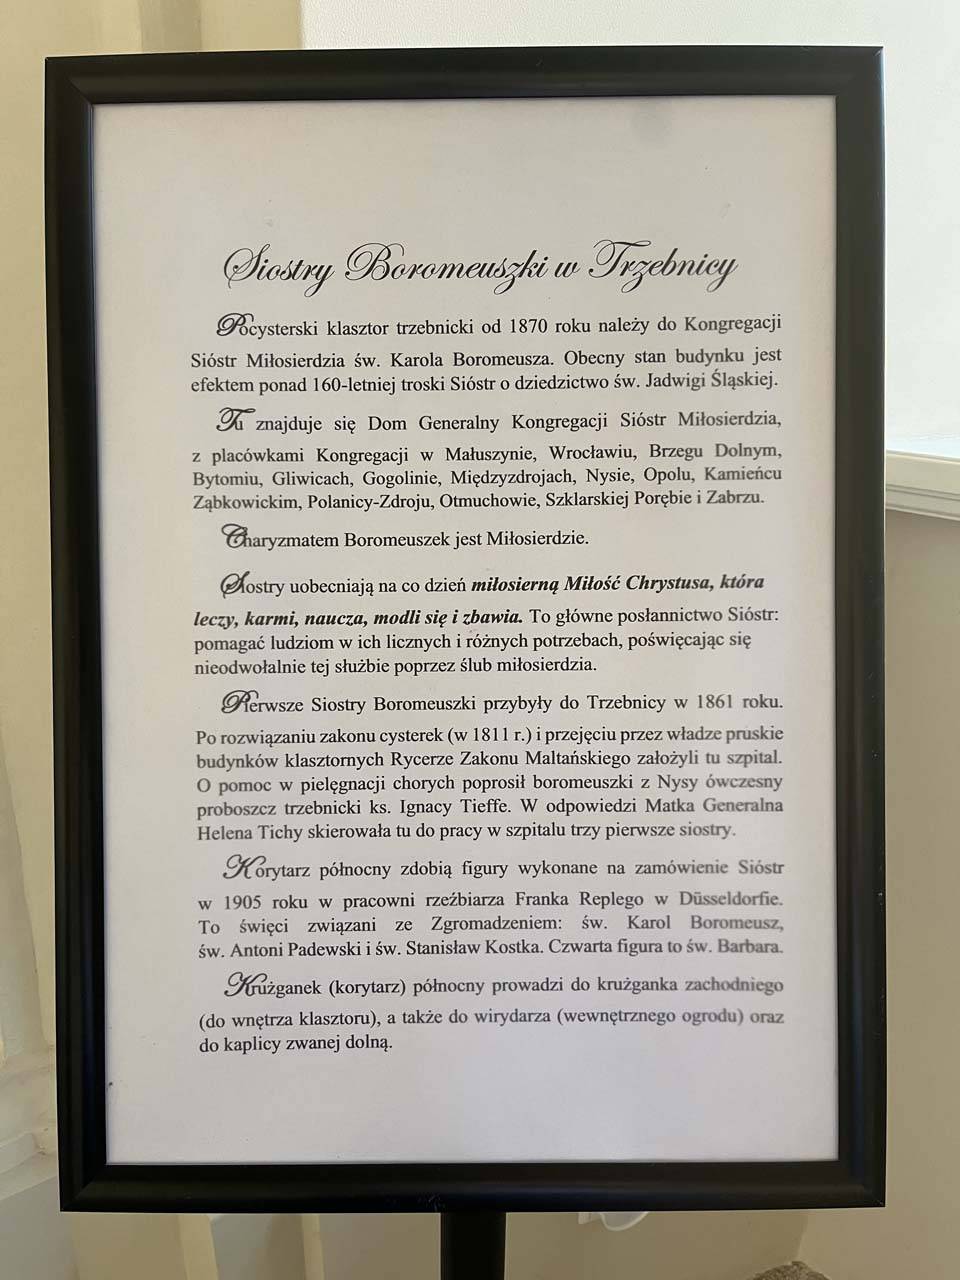 Siostry Boromeuszki w Trzebnicy
Pocysterski klasztor trzebnicki od 1870 roku należy do Kongregacji
Sióstr Miłosierdzia św. Karola Boromeusza. Obecny stan budynku jest
efektem ponad 160-letniej troski Sióstr o dziedzictwo św. Jadwigi Śląskiej.
Tu znajduje się Dom Generalny Kongregacji Sióstr Miłosierdzia,
z placówkami Kongregacji w Małuszynie, Wrocławiu, Brzegu Dolnym,
Bytomiu, Gliwicach, Gogolinie, Międzyzdrojach, Nysie, Opolu, Kamieńcu
Ząbkowickim, Polanicy-Zdroju, Otmuchowie, Szklarskiej Porębie i Zabrzu.
Charyzmatem Boromeuszek jest Miłosierdzie.
Siostry uobecniają na co dzień miłosierną Miłość Chrystusa, która
leczy, karmi, naucza, modli się i zbawia. To główne posłannictwo Sióstr:
pomagać ludziom w ich licznych i różnych potrzebach, poświęcając się
nieodwołalnie tej służbie poprzez ślub miłosierdzia.
Pierwsze Siostry Boromeuszki przybyły do Trzebnicy w 1861 roku.
Po rozwiązaniu zakonu cysterek (w 1811 r.) i przejęciu przez władze pruskie
budynków klasztornych Rycerze Zakonu Maltańskiego założyli tu szpital.
O pomoc w pielęgnacji chorych poprosił boromeuszki z Nysy ówczesny
proboszcz trzebnicki ks. Ignacy Tieffe. W odpowiedzi Matka Generalna
Helena Tichy skierowała tu do pracy w szpitalu trzy pierwsze siostry.
Korytarz północny zdobią figury wykonane na zamówienie Sióstr
w 1905 roku w pracowni rzeźbiarza Franka Replego w Düsseldorfie.
To święci związani ze Zgromadzeniem: św. Karol Boromeusz,
św. Antoni Padewski i św. Stanisław Kostka. Czwarta figura to św. Barbara.
Krużganek (korytarz) północny prowadzi do krużganka zachodniego
(do wnętrza klasztoru), a także do wirydarza (wewnętrznego ogrodu) oraz
do kaplicy zwanej dolną.